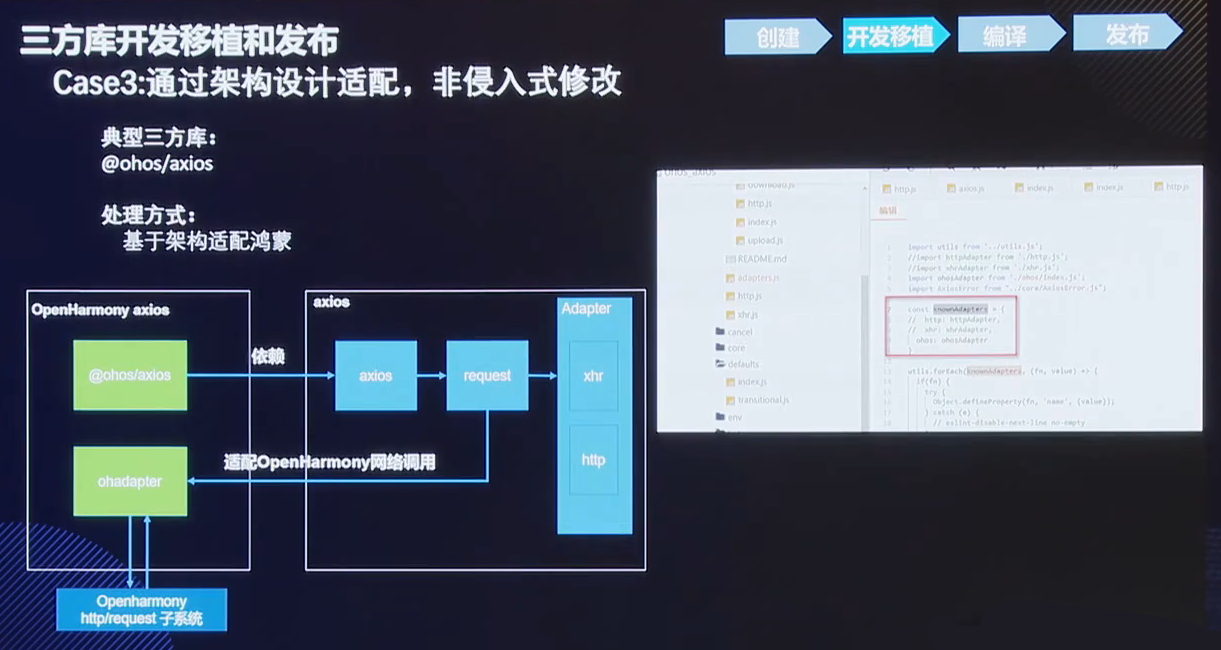 三方库开发移植和发布
Case3:通过架构设计适配，非侵入式修改
创建
开发移植
编译
发布
典型三方库：
@ohos/axios
处理方式：
基于架构适配鸿蒙
OpenHarmony axios
@ohos/axios
ohadapter
依赖
适配OpenHarmony网络调用
Openharmony
http/request 子系统
axios
axios
request
Adapter
xhr
http
ohos_axios
download.js
http.js
index.js
upload.js
README.md
adapters.js
http.js
xhr.js
cancel
core
defaults
index.js
transitional.js
env
http.js
axios.js
index.js
index.js
http.js
编辑
import utils from '../utils.js';
//import httpAdapter from './http.js';
//import xhrAdapter from './xhr.js';
import ohosAdapter from "./ohos/index.js";
import AxiosError from "../core/AxiosError.js";
const knownAdapters = {
// http: httpAdapter,
// xhr: xhrAdapter,
ohos: ohosAdapter
}
utils.forEach(knownAdapters, (fn, value) => {
if(fn) {
try {
Object.defineProperty(fn, 'name', {value});
} catch (e) {
// eslint-disable-next-line no-empty